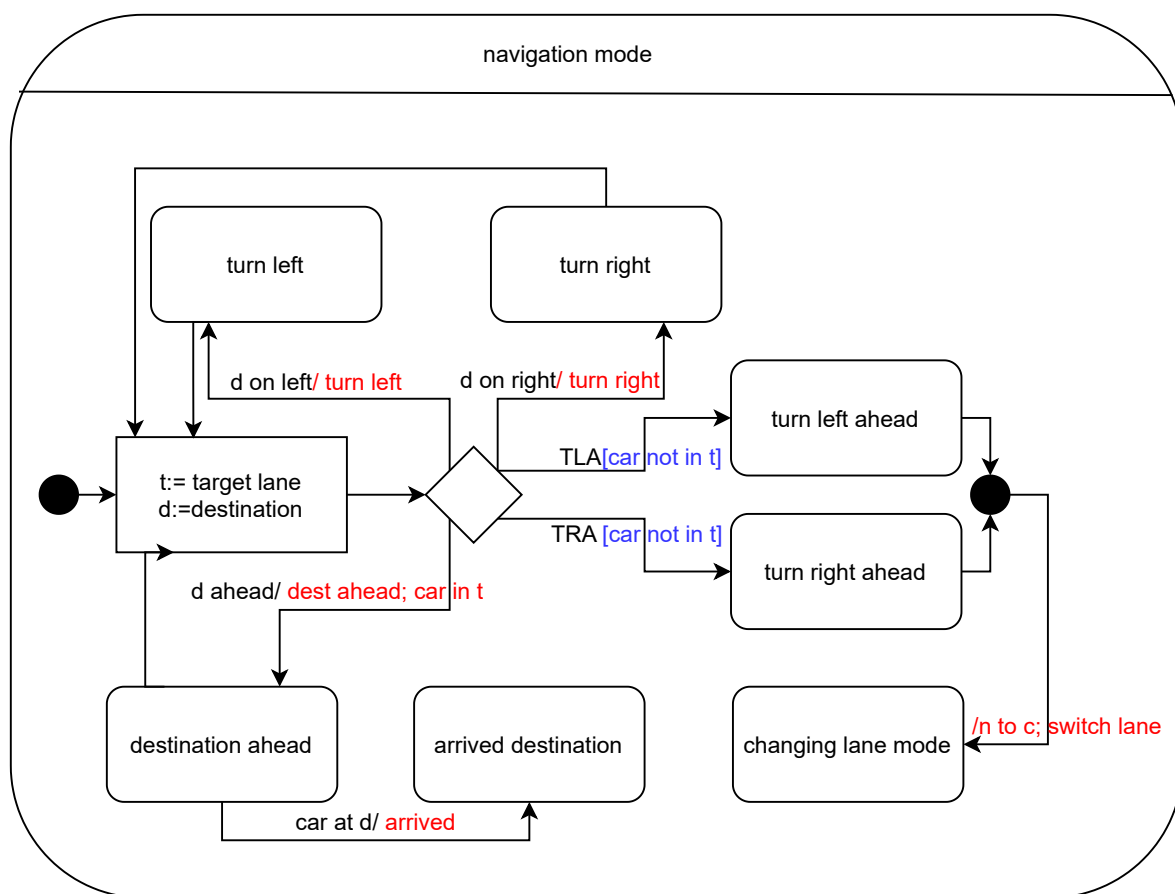 navigation mode
turn left
turn right
d on left/ turn left
d on right/ turn right
turn left ahead
TLA[car not in t]
t:= target lane
d:=destination
TRA [car not in t]
turn right ahead
d ahead/ dest ahead; car in t
/n to c; switch lane
destination ahead
arrived destination
changing lane mode
car at d/ arrived